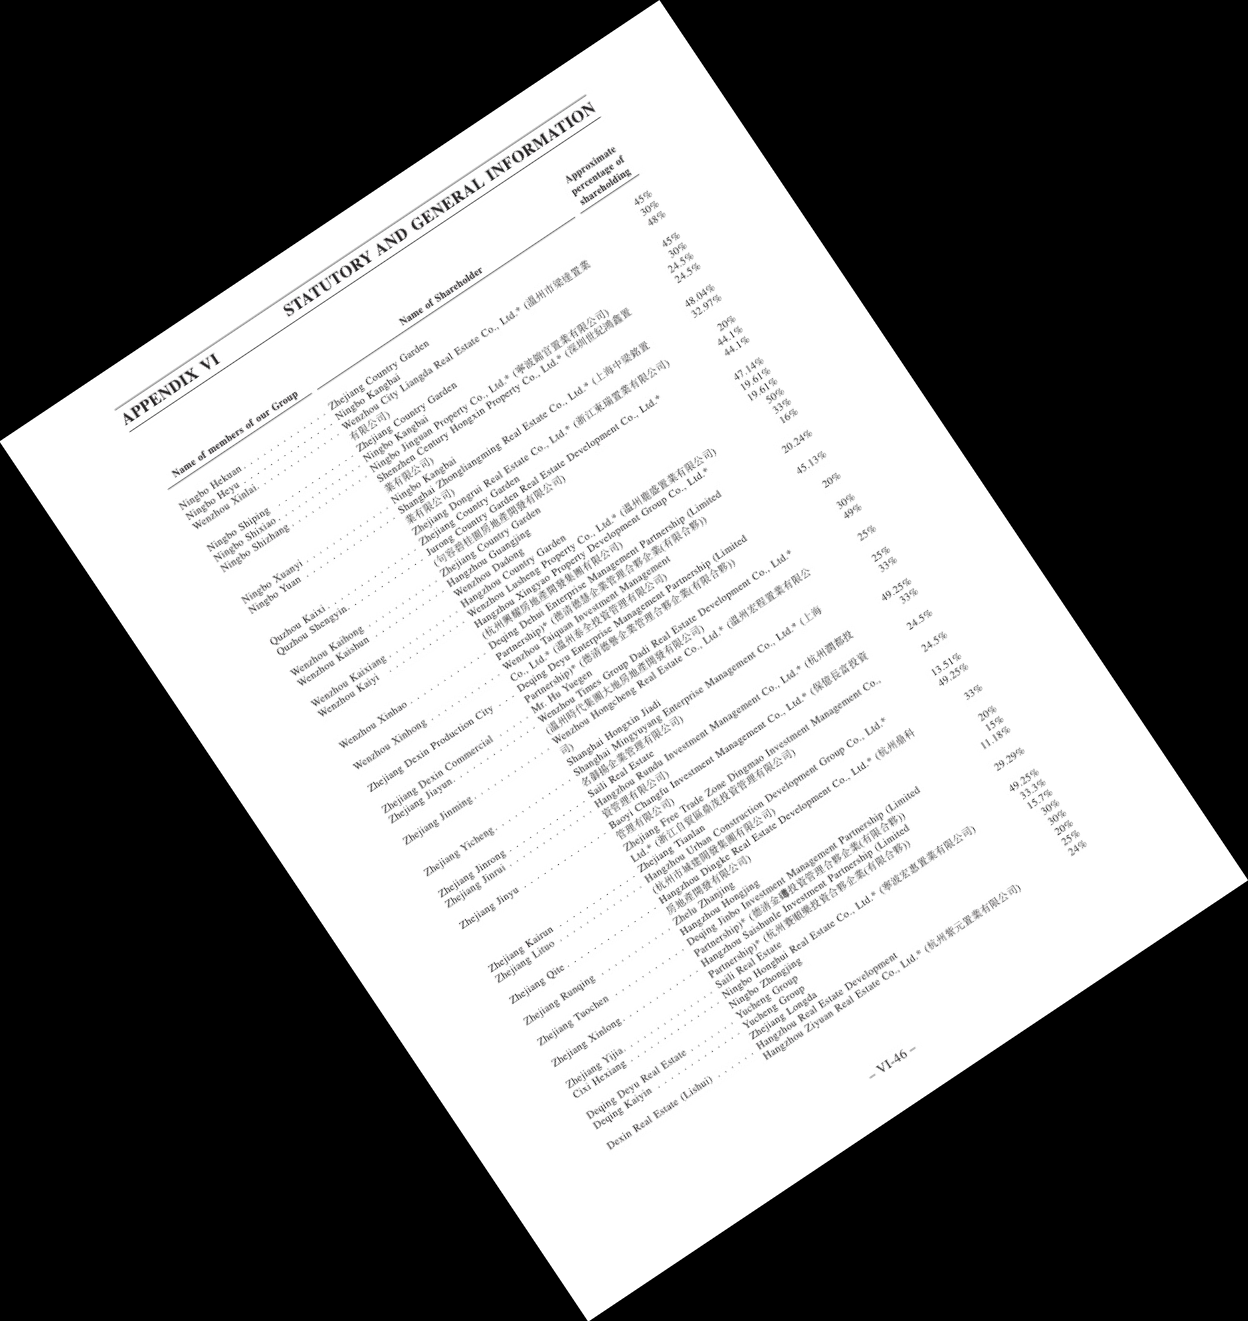 APPENDIX VI STATUTORY AND GENERAL INFORMATION
Approximate
percentage of
Name of members of our Group Name of Shareholder shareholding
Ningbo Hekuan . . . . . . . . . . . Zhejiang Country Garden 45%
Ningbo Heyu . . . . . . . . . . . . Ningbo Kanghai 30%
Wenzhou Xinlai. . . . . . . . . . . Wenzhou City Liangda Real Estate Co., Ltd.* (溫州市梁達置業 48%
有限公司)
Ningbo Shiping . . . . . . . . . . . Zhejiang Country Garden 45%
Ningbo Shixiao . . . . . . . . . . . Ningbo Kanghai 30%
Ningbo Shizhang . . . . . . . . . . Ningbo Jinguan Property Co., Ltd.* (寧波錦官置業有限公司) 24.5%
Shenzhen Century Hongxin Property Co., Ltd.* (深圳世紀鴻鑫置 24.5%
業有限公司)
Ningbo Xuanyi . . . . . . . . . . . Ningbo Kanghai 48.04%
Ningbo Yuan . . . . . . . . . . . . Shanghai Zhongliangming Real Estate Co., Ltd.* (上海中梁銘置 32.97%
業有限公司)
Zhejiang Dongrui Real Estate Co., Ltd.* (浙江東瑞置業有限公司) 20%
Quzhou Kaixi. . . . . . . . . . . . Zhejiang Country Garden 44.1%
Quzhou Shengyin. . . . . . . . . . Jurong Country Garden Real Estate Development Co., Ltd.* 44.1%
(句容碧桂園房地產開發有限公司)
Wenzhou Kaihong . . . . . . . . . . Zhejiang Country Garden 47.14%
Wenzhou Kaishun . . . . . . . . . . Hangzhou Guangjing 19.61%
Wenzhou Dadong 19.61%
Wenzhou Kaixiang . . . . . . . . . Hangzhou Country Garden 50%
Wenzhou Kaiyi . . . . . . . . . . . Wenzhou Lusheng Property Co., Ltd.* (溫州鹿盛置業有限公司) 33%
Hangzhou Xingyan Property Development Group Co., Ltd.* 16%
(杭州興耀房地產開發集團有限公司)
Wenzhou Xinhao . . . . . . . . . . Deqing Dehui Enterprise Management Partnership (Limited 20.24%
Partnership)* (德清德慧企業管理合夥企業(有限合夥))
Wenzhou Xinhong . . . . . . . . . . Wenzhou Taiquan Investment Management 45.13%
Co., Ltd.* (溫州泰全投資管理有限公司)
Zhejiang Dexin Production City . . . Deqing Deyu Enterprise Management Partnership (Limited 20%
Partnership)* (德清德譽企業管理合夥企業(有限合夥))
Zhejiang Dexin Commercial . . . . . Mr. Hu Yuegen 30%
Zhejiang Jiayun. . . . . . . . . . . Wenzhou Times Group Dadi Real Estate Development Co., Ltd.* 49%
(溫州時代集團大地房地產開發有限公司)
Zhejiang Jinming. . . . . . . . . . Wenzhou Hongcheng Real Estate Co., Ltd.* (溫州宏程置業有限公 25%
司)
Shanghai Hongxin Jiadi 25%
Zhejiang Yicheng. . . . . . . . . . Shanghai Mingyuyang Enterprise Management Co., Ltd.* (上海 33%
名御揚企業管理有限公司)
Zhejiang Jinrong . . . . . . . . . . Saili Real Estate 49.25%
Zhejiang Jinrui . . . . . . . . . . . Hangzhou Rundu Investment Management Co., Ltd.* (杭州潤都投 33%
資管理有限公司)
Zhejiang Jinyu . . . . . . . . . . . Baoyi Changfu Investment Management Co., Ltd.* (保億長富投資 24.5%
管理有限公司)
Zhejiang Free Trade Zone Dingmao Investment Management Co., 24.5%
Ltd.* (浙江自貿區鼎茂投資管理有限公司)
Zhejiang Kairun . . . . . . . . . . . Zhejiang Tianlan 13.51%
Zhejiang Lituo . . . . . . . . . . . Hangzhou Urban Construction Development Group Co., Ltd.* 49.25%
(杭州市城建開發集團有限公司)
Zhejiang Qite . . . . . . . . . . . . Hangzhou Dingke Real Estate Development Co., Ltd.* (杭州鼎科 33%
房地產開發有限公司)
Zhejiang Runqing . . . . . . . . . . Zhelu Zhanjing 20%
Hangzhou Hongjing 15%
Zhejiang Tuochen . . . . . . . . . . Deqing Jinbo Investment Management Partnership (Limited 11.18%
Partnership)* (德清金博投資管理合夥企業(有限合夥))
Zhejiang Xinlong. . . . . . . . . . . Hangzhou Saishunle Investment Partnership (Limited 29.29%
Partnership)* (杭州賽順樂投資合夥企業(有限合夥))
Zhejiang Yijia. . . . . . . . . . . . Saili Real Estate 49.25%
Cixi Hexiang . . . . . . . . . . . . Ningbo Honghui Real Estate Co., Ltd.* (寧波宏惠置業有限公司) 33.3%
Ningbo Zhongjing 15.7%
Deqing Deyu Real Estate . . . . . . Yucheng Group 30%
Deqing Kaiyin . . . . . . . . . . . . Yucheng Group 20%
Zhejiang Longda 25%
Dexin Real Estate (Lishui) . . . . . . Hangzhou Real Estate Development 24%
Hangzhou Ziyuan Real Estate Co., Ltd.* (杭州紫元置業有限公司)
– VI-46 –